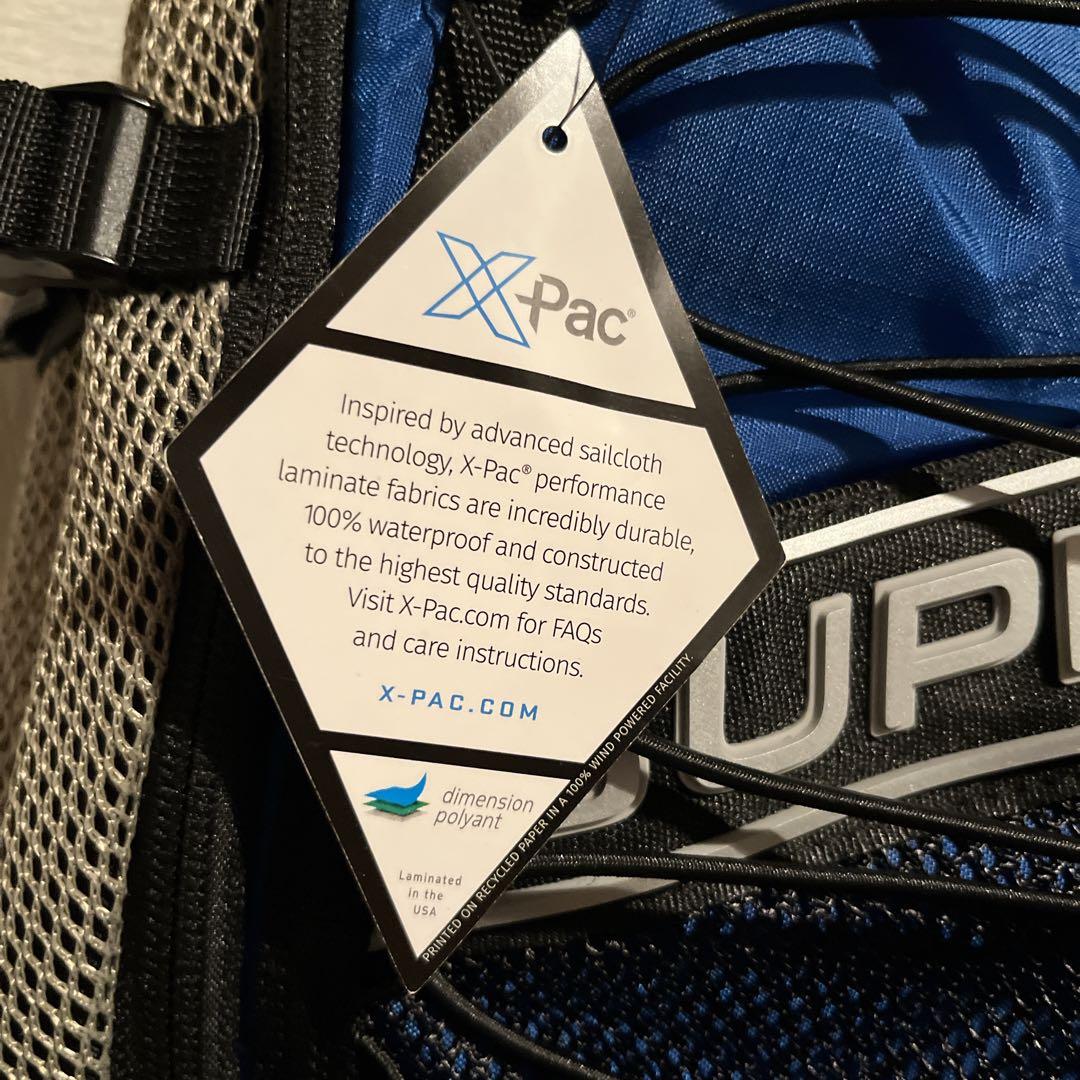 X-Pac®
Inspired by advanced sailcloth
technology, X-Pac® performance
laminate fabrics are incredibly durable,
100% waterproof and constructed
to the highest quality standards.
Visit X-Pac.com for FAQs
and care instructions.
X-PAC.COM
dimension
polyant
Laminated
in the
USA
PRINTED ON RECYCLED PAPER IN A 100% WIND POWERED FACILITY.